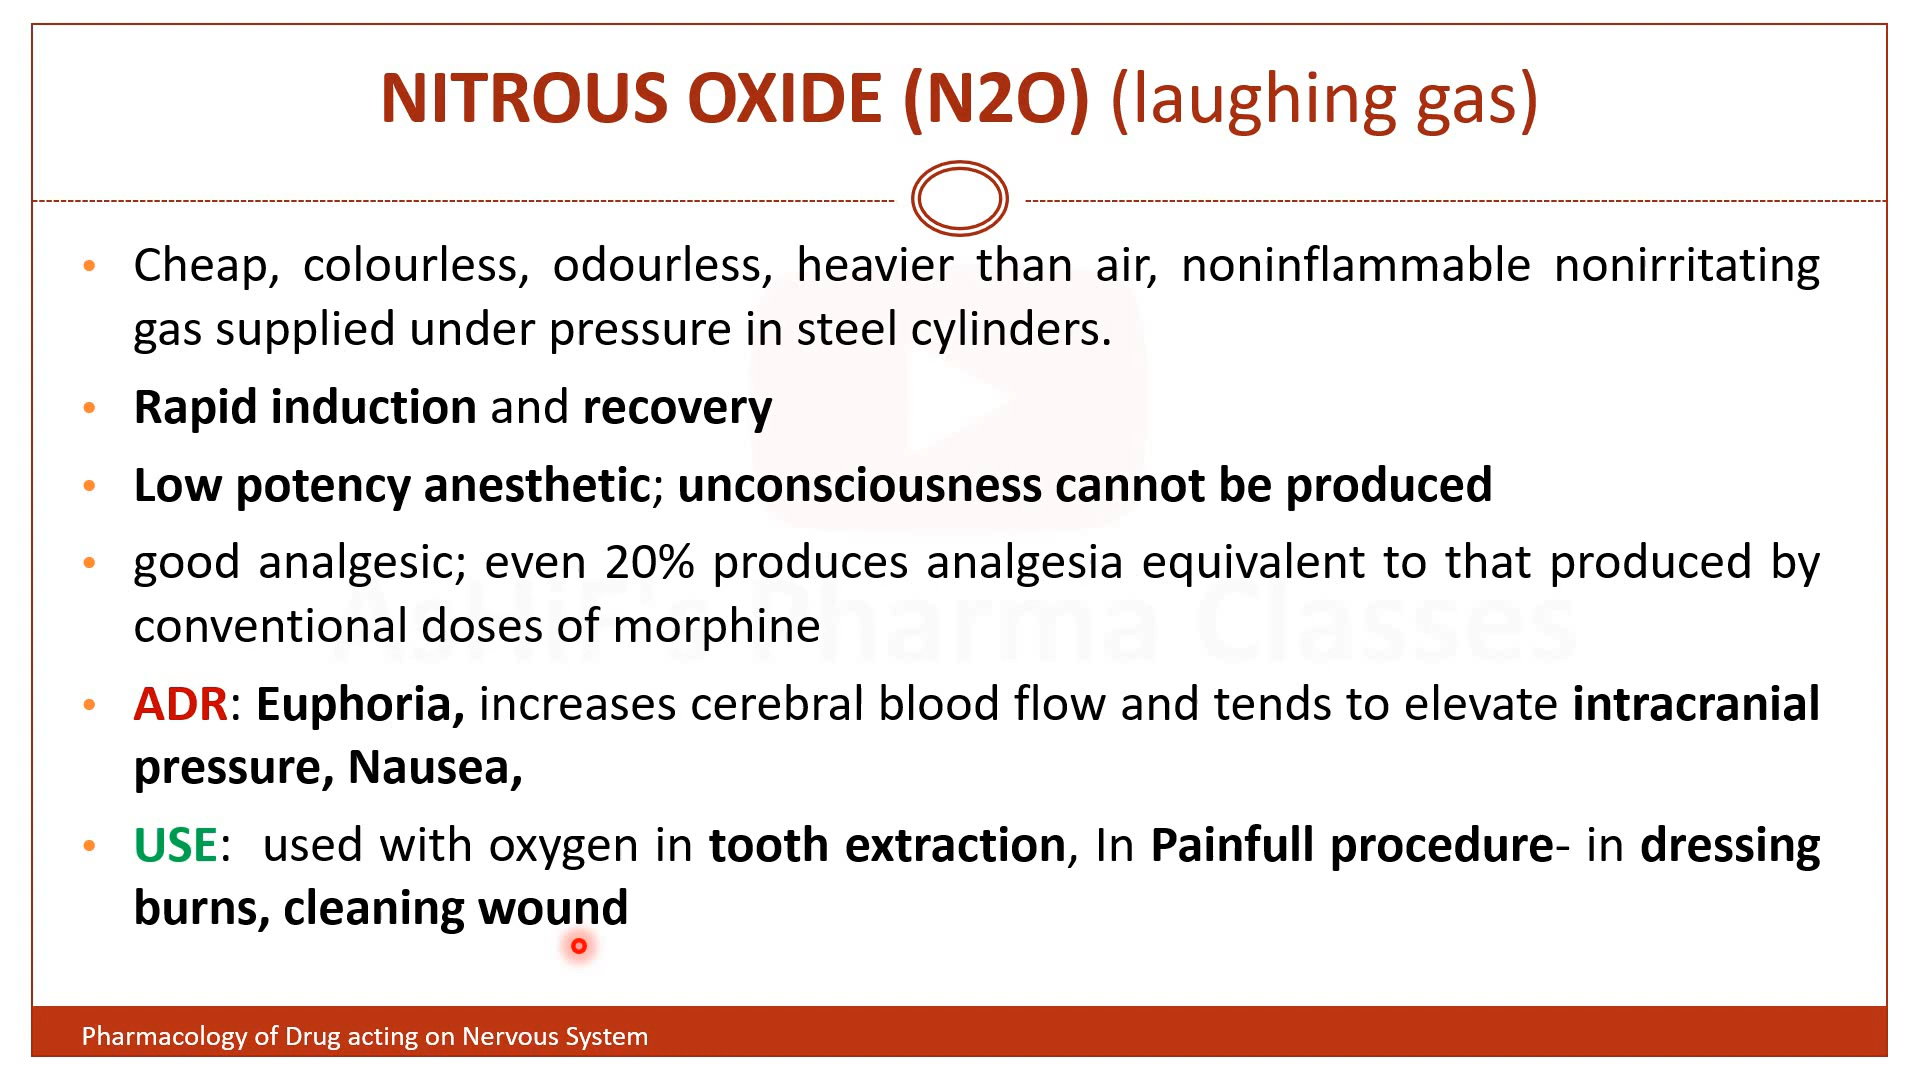 NITROUS OXIDE (N2O) (laughing gas)
• Cheap, colourless, odourless, heavier than air, noninflammable nonirritating
gas supplied under pressure in steel cylinders.
• Rapid induction and recovery
• Low potency anesthetic; unconsciousness cannot be produced
• good analgesic; even 20% produces analgesia equivalent to that produced by
conventional doses of morphine
AsHiF's Pharma Classes
• ADR: Euphoria, increases cerebral blood flow and tends to elevate intracranial
pressure, Nausea,
• USE: used with oxygen in tooth extraction, In Painfull procedure- in dressing
burns, cleaning wound
Pharmacology of Drug acting on Nervous System